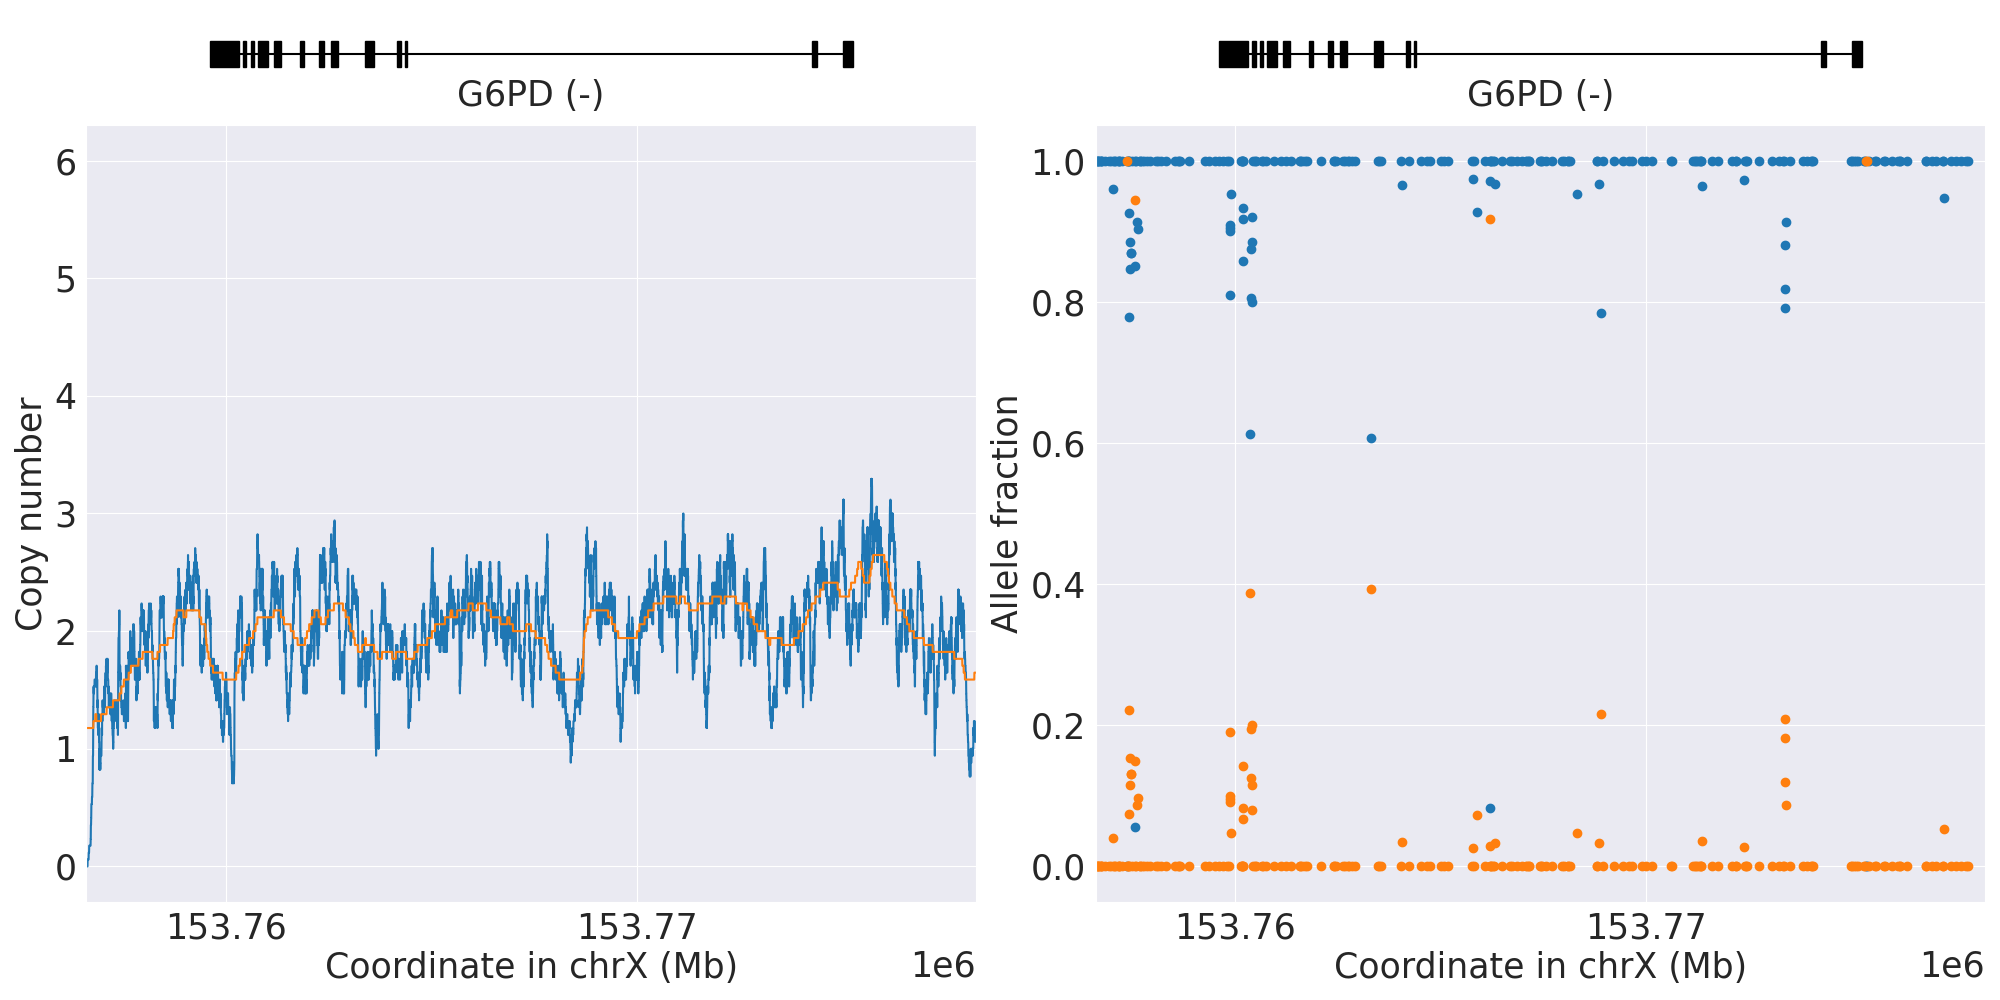 G6PD (-)
Copy number
6
5
4
3
2
1
0
153.76
153.77
Coordinate in chrX (Mb)
1e6
G6PD (-)
Allele fraction
1.0
0.8
0.6
0.4
0.2
0.0
153.76
153.77
Coordinate in chrX (Mb)
1e6